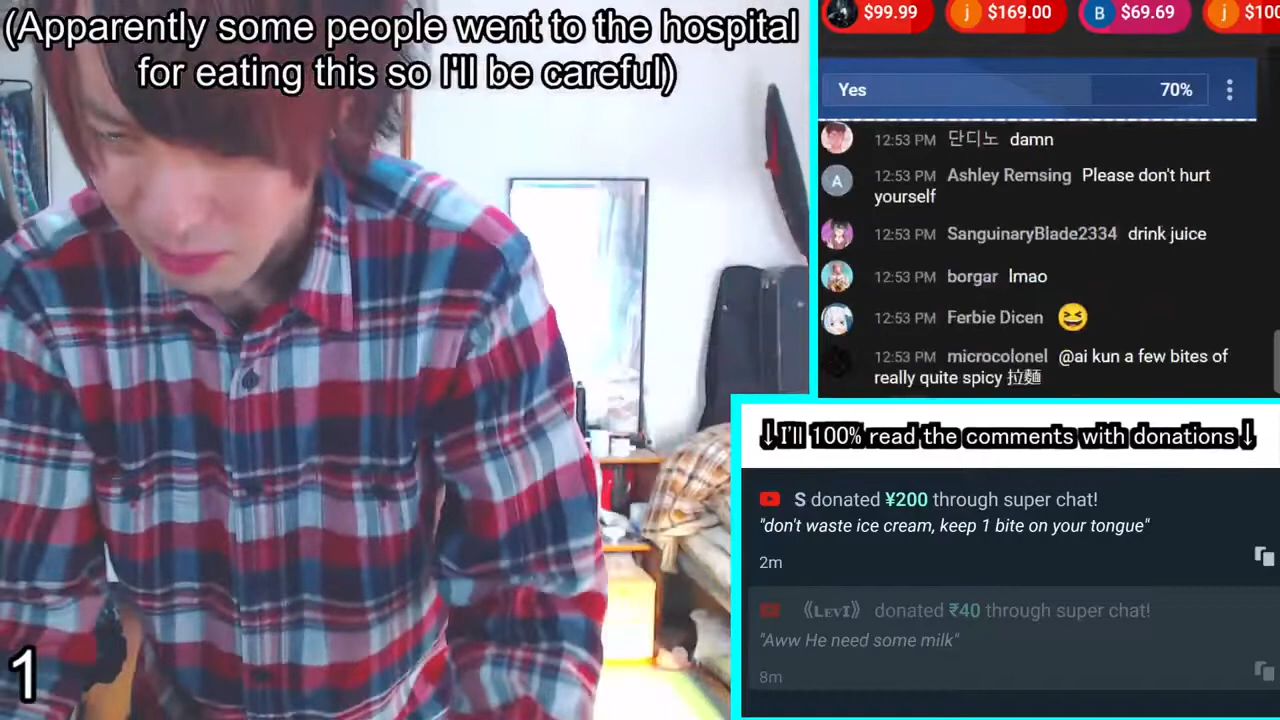 (Apparently some people went to the hospital
for eating this so I'll be careful)
1
$99.99
j $169.00
B $69.69
j $100
Yes 70%
12:53 PM 단디노 damn
A 12:53 PM Ashley Remsing Please don't hurt
yourself
12:53 PM SanguinaryBlade2334 drink juice
12:53 PM borgar lmao
12:53 PM Ferbie Dicen 😆
12:53 PM microcolonel @ai kun a few bites of
really quite spicy 拉麵
↓I'll 100% read the comments with donations↓
S donated ¥200 through super chat!
"don't waste ice cream, keep 1 bite on your tongue"
2m
《Lᴇᴠɪ》 donated ₹40 through super chat!
"Aww He need some milk"
8m